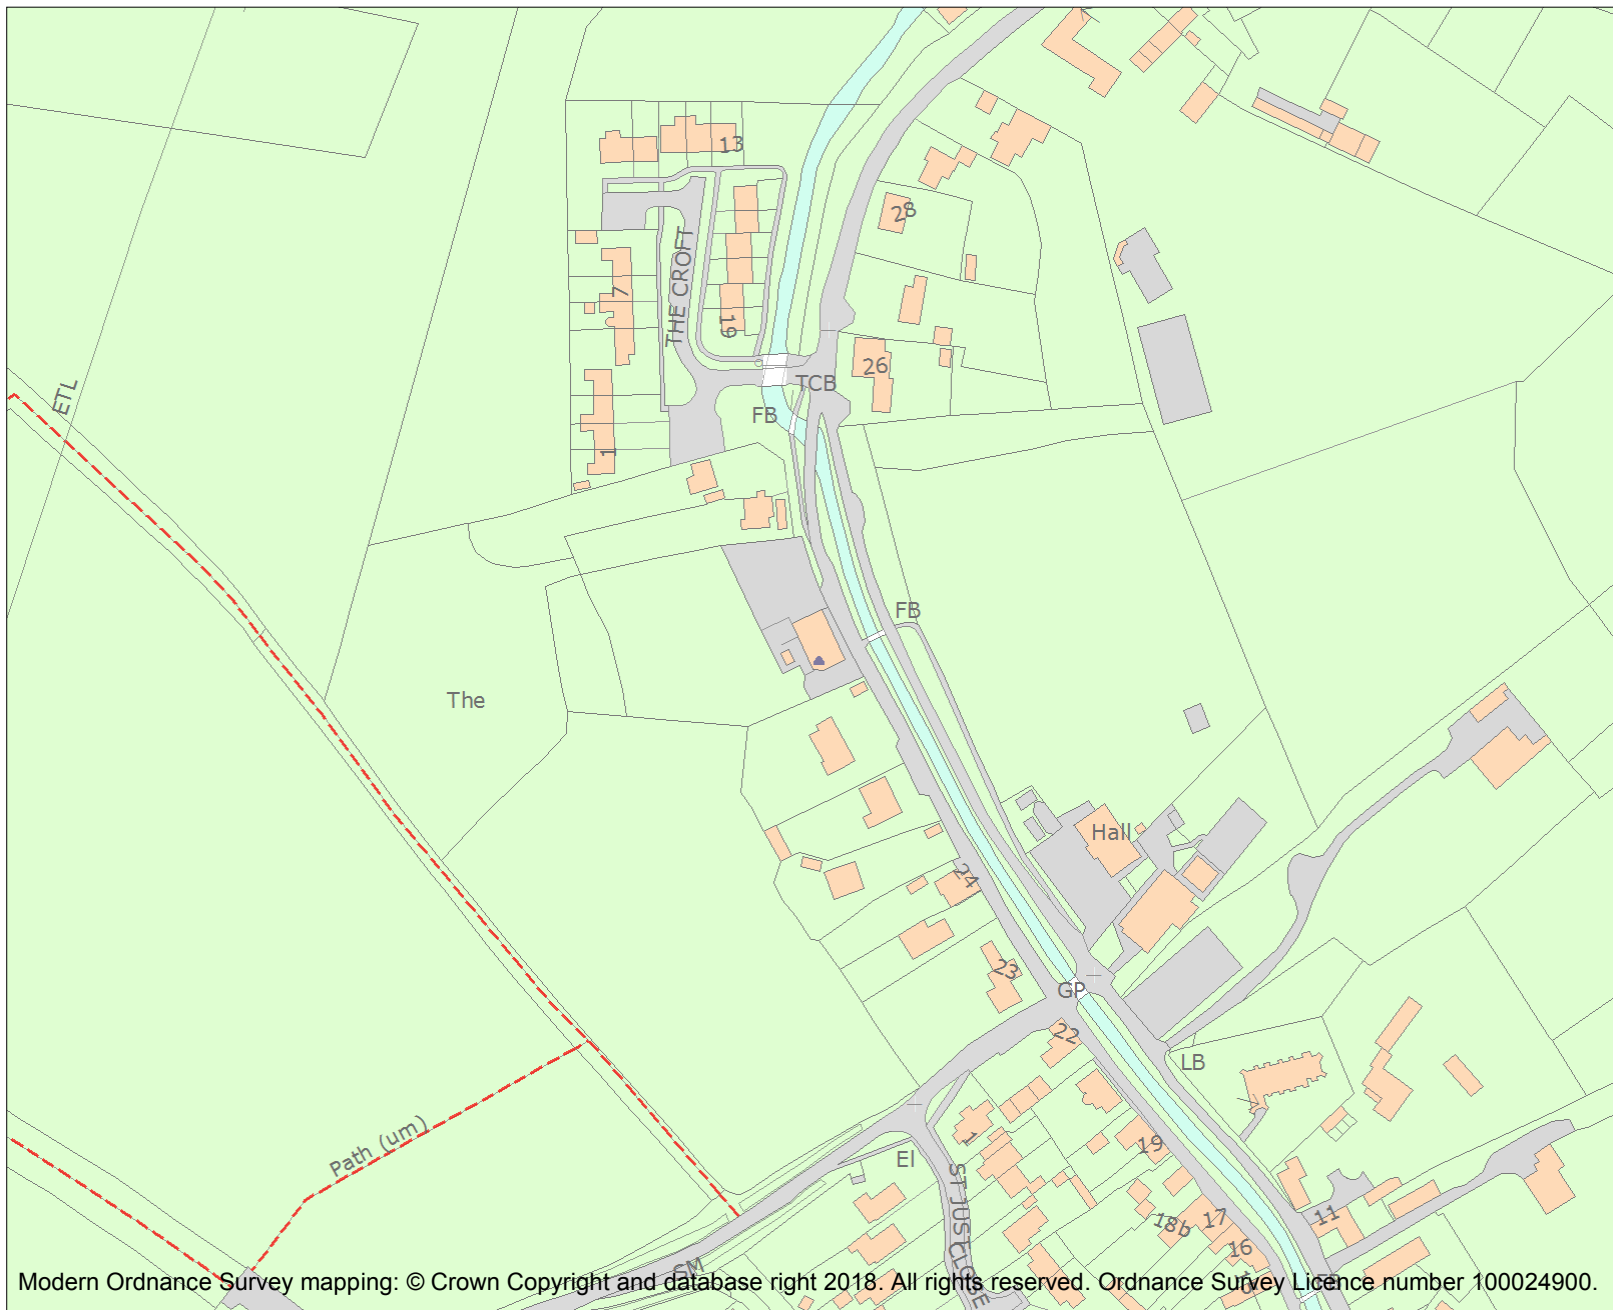 13
28
THE CROFT
7
19
26
TCB
ETL
FB
1
FB
The
Hall
24
23
GP
22
LB
Path (um)
1
19
El
ST JUST CLOSE
18b
17
11
16
SM
Modern Ordnance Survey mapping: © Crown Copyright and database right 2018. All rights reserved. Ordnance Survey Licence number 100024900.